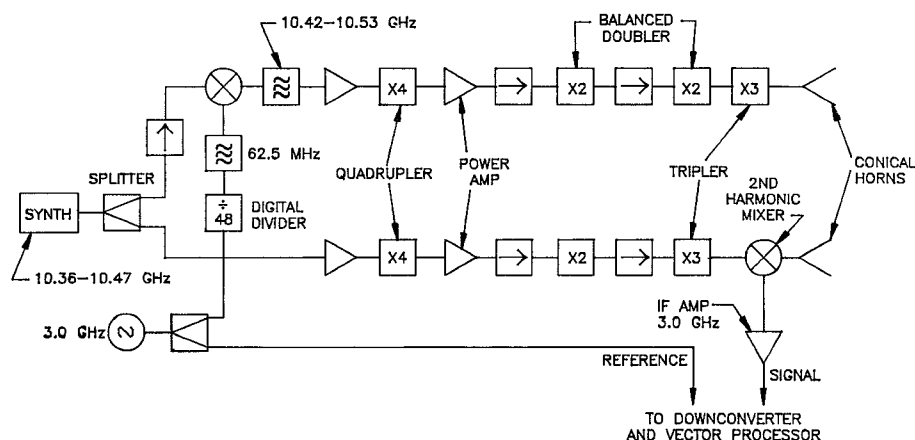 10.42–10.53 GHz
BALANCED
DOUBLER
X4
X2
X2
X3
62.5 MHz
QUADRUPLER
POWER
AMP
TRIPLER
CONICAL
HORNS
SPLITTER
2ND
HARMONIC
MIXER
SYNTH
÷
48
DIGITAL
DIVIDER
X4
X2
X3
10.36–10.47 GHz
3.0 GHz
IF AMP
3.0 GHz
REFERENCE
SIGNAL
TO DOWNCONVERTER
AND VECTOR PROCESSOR